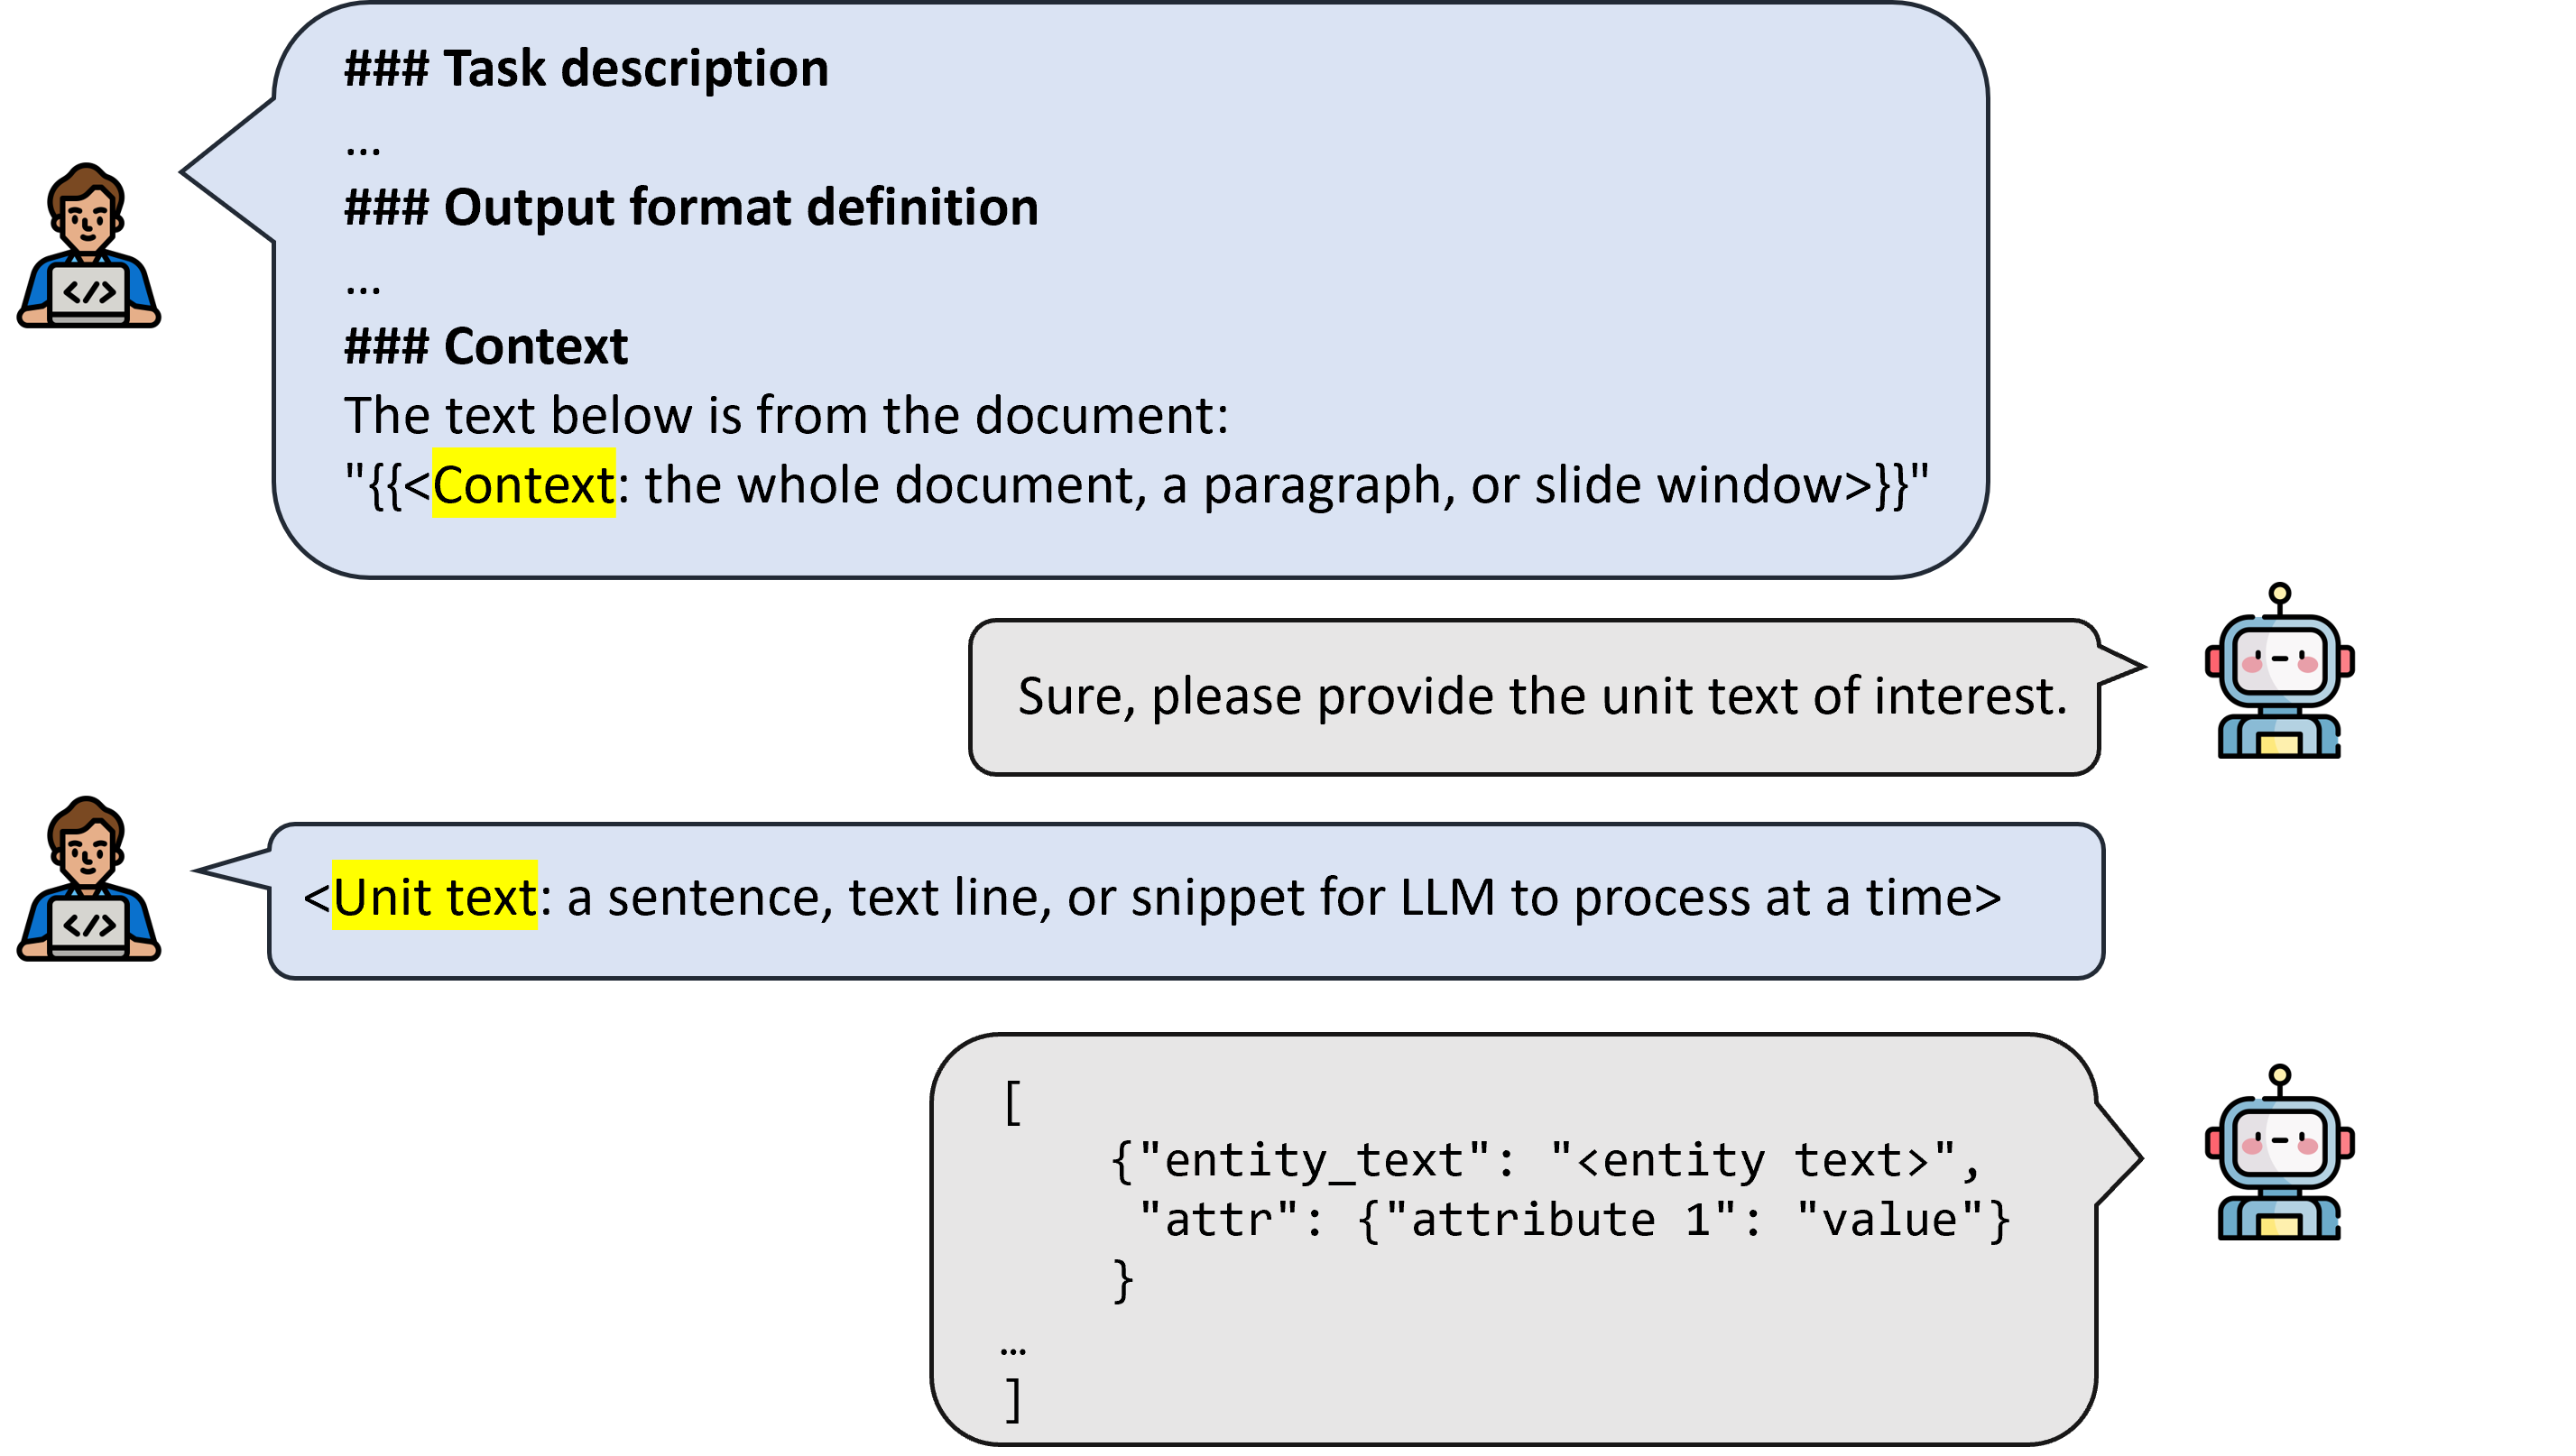 ### Task description
...
### Output format definition
...
### Context
The text below is from the document:
"{{<Context: the whole document, a paragraph, or slide window>}}"
Sure, please provide the unit text of interest.
<Unit text: a sentence, text line, or snippet for LLM to process at a time>
[
{"entity_text": "<entity text>",
"attr": {"attribute 1": "value"}
}
…
]